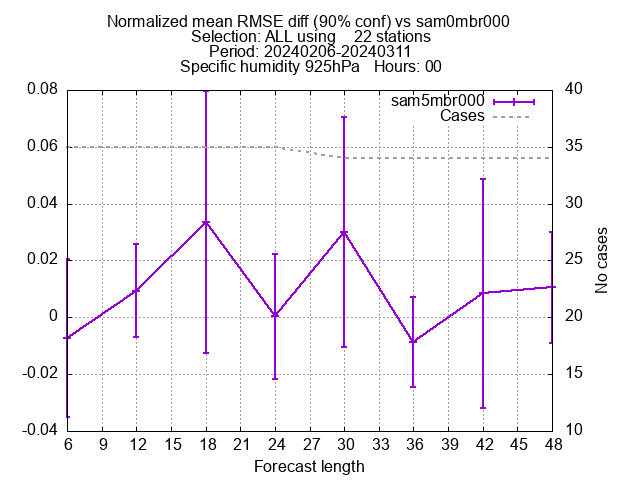 Normalized mean RMSE diff (90% conf) vs sam0mbr000
Selection: ALL using    22 stations
Period: 20240206-20240311
Specific humidity 925hPa   Hours: 00
sam5mbr000
Cases
0.08
0.06
0.04
0.02
0
-0.02
-0.04
40
35
30
25
20
15
10
No cases
6 9 12 15 18 21 24 27 30 33 36 39 42 45 48
Forecast length